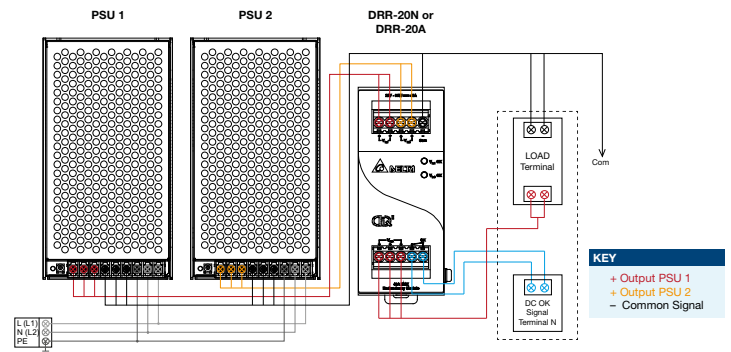 PSU 1
PSU 2
DRR-20N or
DRR-20A
DELTA
LOAD
Terminal
Com
KEY
+ Output PSU 1
+ Output PSU 2
– Common Signal
DC OK
Signal
Terminal N
L (L1)
N (L2)
PE